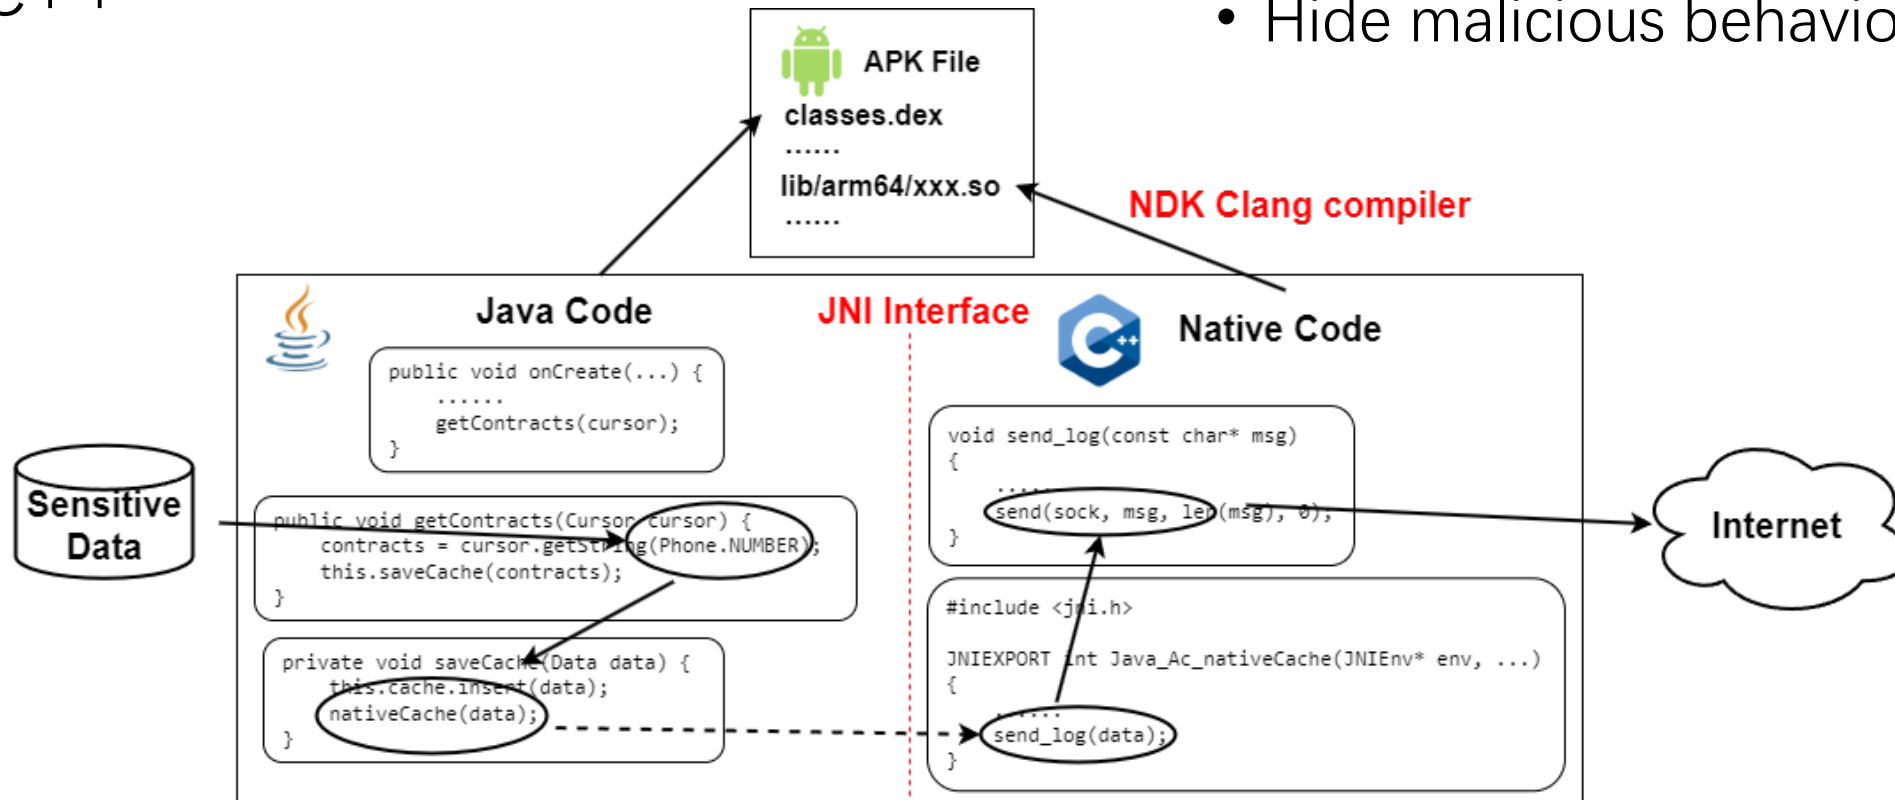 • Hide malicious behavio
APK File
classes.dex
......
lib/arm64/xxx.so
......
NDK Clang compiler
Java Code
JNI Interface
C++
Native Code
public void onCreate(...) {
......
getContracts(cursor);
}
Sensitive
Data
public void getContracts(Cursor cursor) {
contracts = cursor.getString(Phone.NUMBER);
this.saveCache(contracts);
}
private void saveCache(Data data) {
this.cache.insert(data);
nativeCache(data);
}
void send_log(const char* msg)
{
......
send(sock, msg, len(msg), 0);
}
#include <jni.h>
JNIEXPORT int Java_Ac_nativeCache(JNIEnv* env, ...)
{
......
send_log(data);
}
Internet